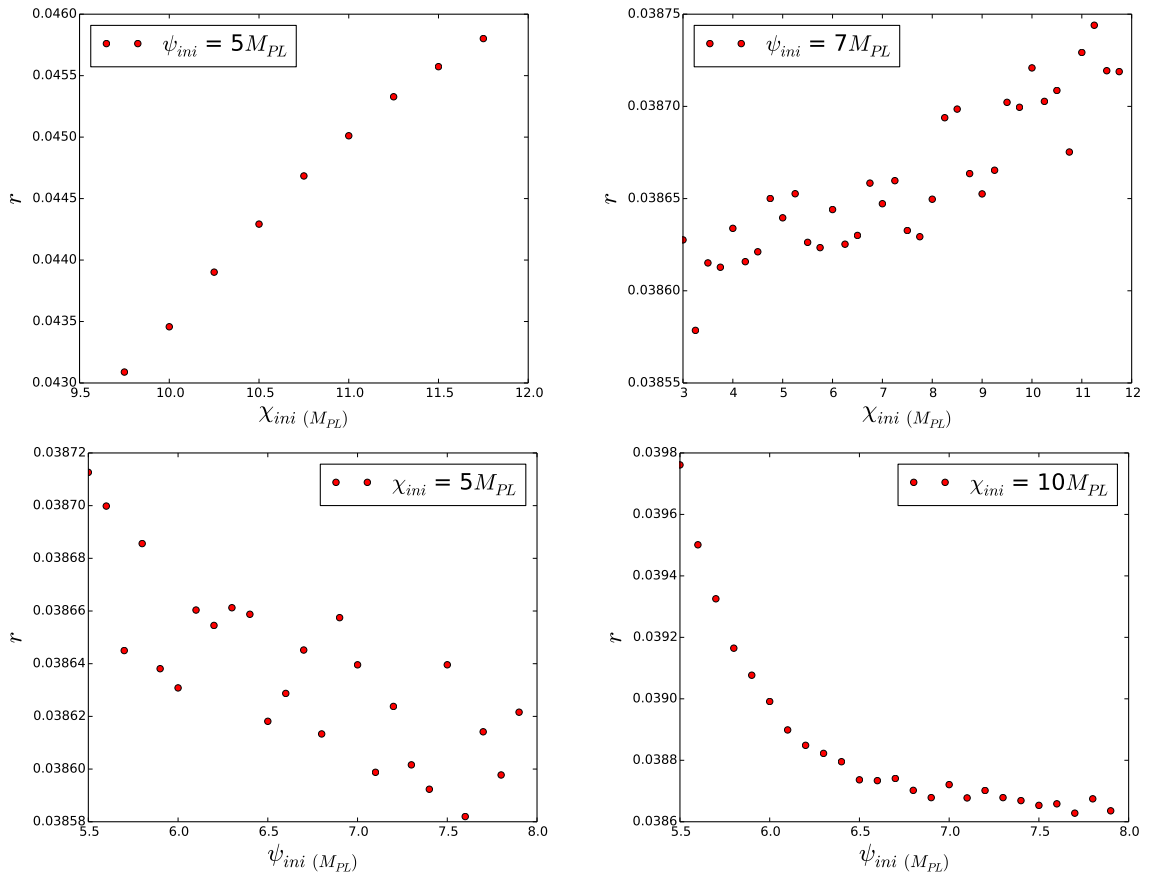 ψ_ini = 5M_PL
0.0460
0.0455
0.0450
0.0445
0.0440
0.0435
0.0430
r
9.5 10.0 10.5 11.0 11.5 12.0
χ_ini (M_PL)
ψ_ini = 7M_PL
0.03875
0.03870
0.03865
0.03860
0.03855
r
3 4 5 6 7 8 9 10 11 12
χ_ini (M_PL)
χ_ini = 5M_PL
0.03872
0.03870
0.03868
0.03866
0.03864
0.03862
0.03860
0.03858
r
5.5 6.0 6.5 7.0 7.5 8.0
ψ_ini (M_PL)
χ_ini = 10M_PL
0.0398
0.0396
0.0394
0.0392
0.0390
0.0388
0.0386
r
5.5 6.0 6.5 7.0 7.5 8.0
ψ_ini (M_PL)